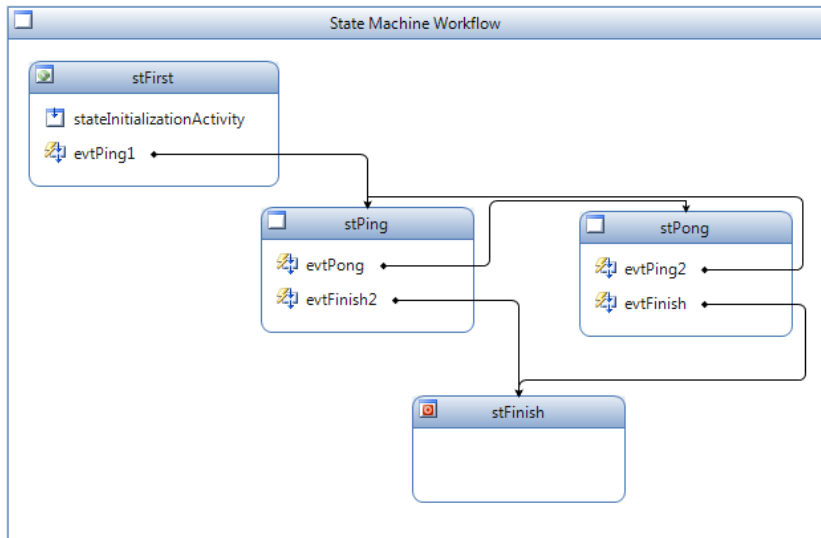 State Machine Workflow
stFirst
stateInitializationActivity
evtPing1
stPing
evtPong
evtFinish2
stPong
evtPing2
evtFinish
stFinish